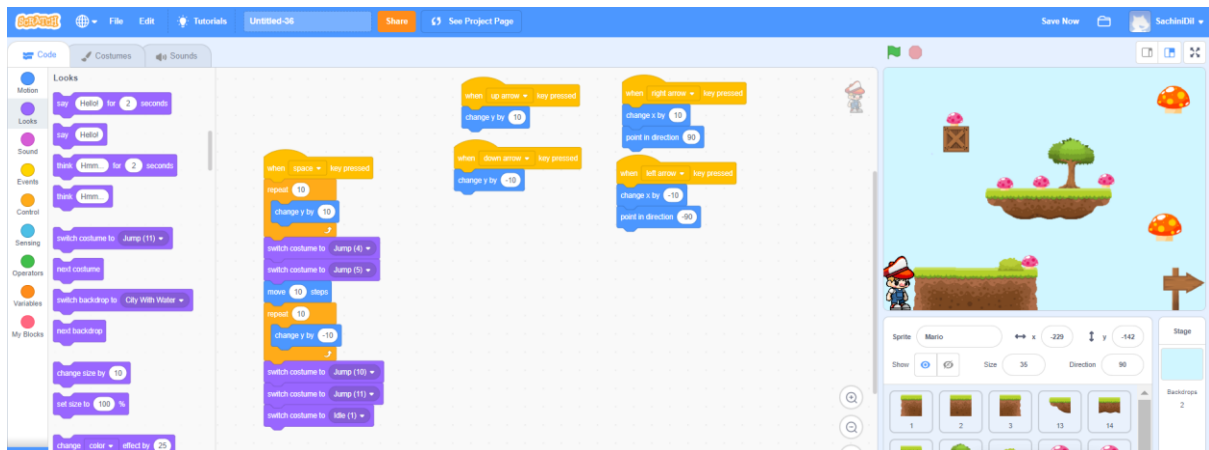 SCRATCH File Edit Tutorials Untitled-36 Share See Project Page Save Now SachiniDil
Code Costumes Sounds
Motion
Looks
Sound
Events
Control
Sensing
Operators
Variables
My Blocks
Looks
say Hello! for 2 seconds
say Hello!
think Hmm... for 2 seconds
think Hmm...
switch costume to Jump (11)
next costume
switch backdrop to City With Water
next backdrop
change size by 10
set size to 100 %
change color effect by 25
when space key pressed
repeat 10
change y by 10
switch costume to Jump (4)
switch costume to Jump (5)
move 10 steps
repeat 10
change y by -10
switch costume to Jump (10)
switch costume to Jump (11)
switch costume to Idle (1)
when up arrow key pressed
change y by 10
when down arrow key pressed
change y by -10
when right arrow key pressed
change x by 10
point in direction 90
when left arrow key pressed
change x by -10
point in direction -90
Sprite Mario x -229 y -142
Show Size 35 Direction 90
1 2 3 13 14
Stage
Backdrops
2